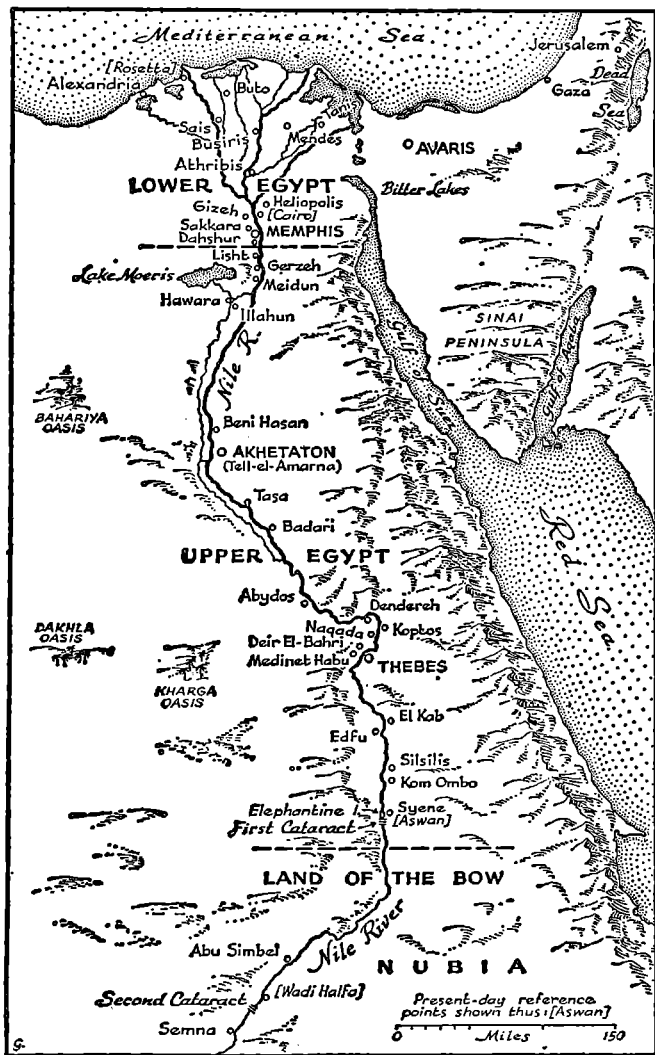 Mediterranean Sea
Jerusalem
[Rosetta]
Alexandria
Buto
Gaza
Dead
Sea
Sais
Busiris
Tanis
Mendes
AVARIS
Athribis
Bitter Lakes
LOWER EGYPT
Gizeh
Heliopolis
[Cairo]
Sakkara
MEMPHIS
Dahshur
Lisht
Lake Moeris
Gerzeh
Meidun
Hawara
Illahun
SINAI
PENINSULA
Gulf of Suez
Gulf of Aqaba
Nile R.
BAHARIYA
OASIS
Beni Hasan
AKHETATON
(Tell-el-Amarna)
Tasa
Badari
Red Sea
UPPER EGYPT
Abydos
Dendereh
DAKHLA
OASIS
Naqada
Koptos
Deir El-Bahri
Medinet Habu
THEBES
KHARGA
OASIS
El Kab
Edfu
Silsilis
Kom Ombo
Elephantine I.
Syene
[Aswan]
First Cataract
LAND OF THE BOW
Nile River
Abu Simbel
NUBIA
Second Cataract
[Wadi Halfa]
Present-day reference
points shown thus:[Aswan]
Semna
0 Miles 150
G.